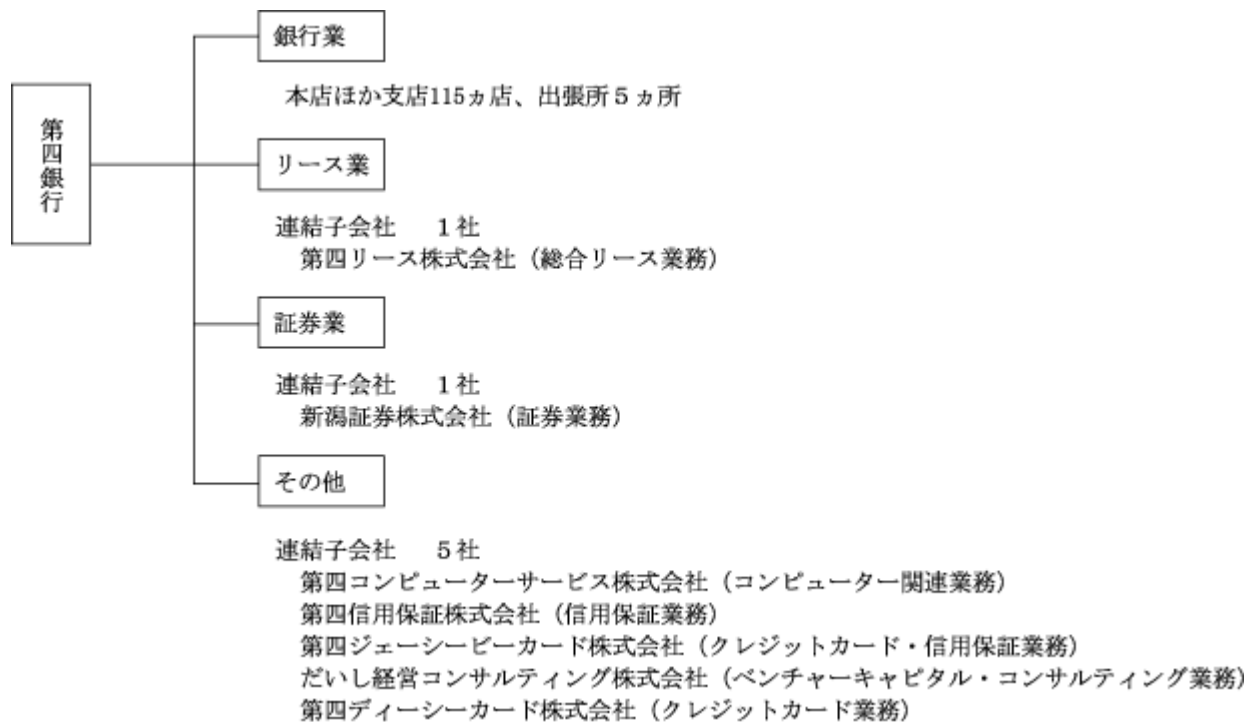 第四銀行
銀行業
本店ほか支店115ヵ店、出張所５ヵ所
リース業
連結子会社　１社
第四リース株式会社（総合リース業務）
証券業
連結子会社　１社
新潟証券株式会社（証券業務）
その他
連結子会社　５社
第四コンピューターサービス株式会社（コンピューター関連業務）
第四信用保証株式会社（信用保証業務）
第四ジェーシービーカード株式会社（クレジットカード・信用保証業務）
だいし経営コンサルティング株式会社（ベンチャーキャピタル・コンサルティング業務）
第四ディーシーカード株式会社（クレジットカード業務）